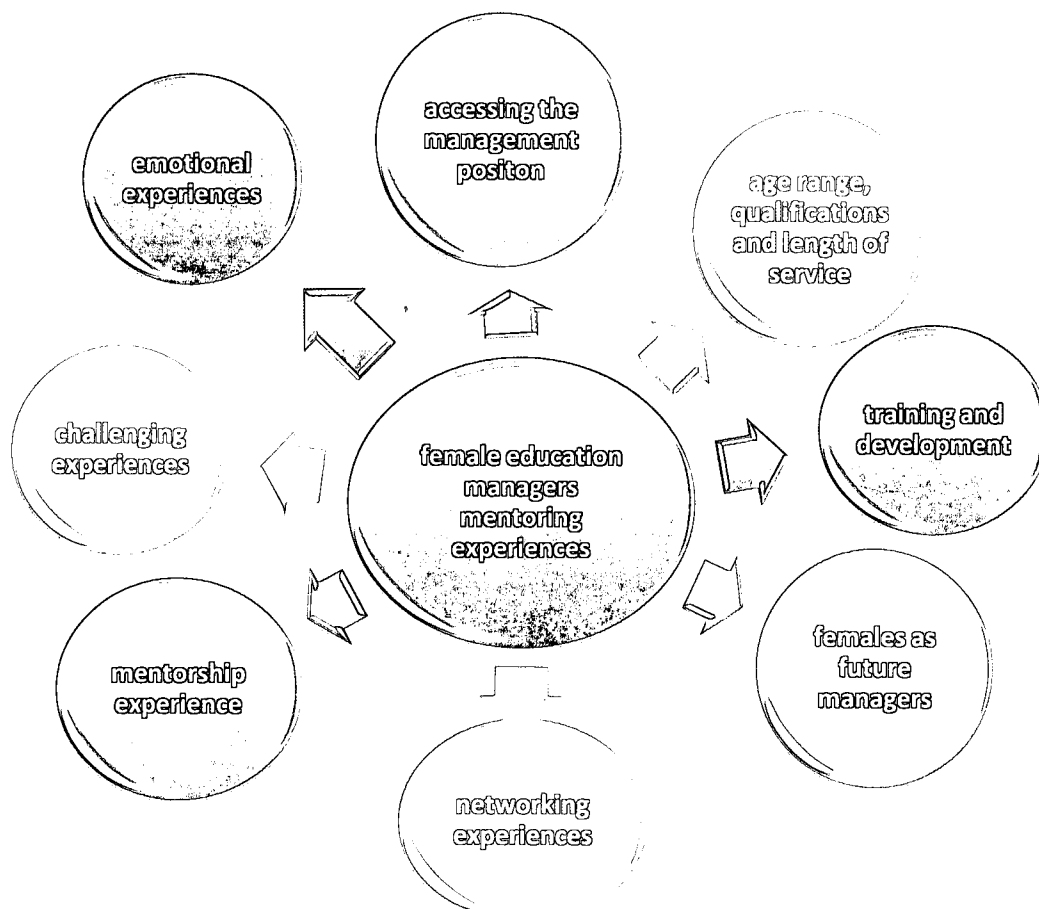 accessing the
management
positon
emotional
experiences
age range,
qualifications
and length of
service
challenging
experiences
female education
managers
mentoring
experiences
training and
development
mentorship
experience
females as
future
managers
networking
experiences